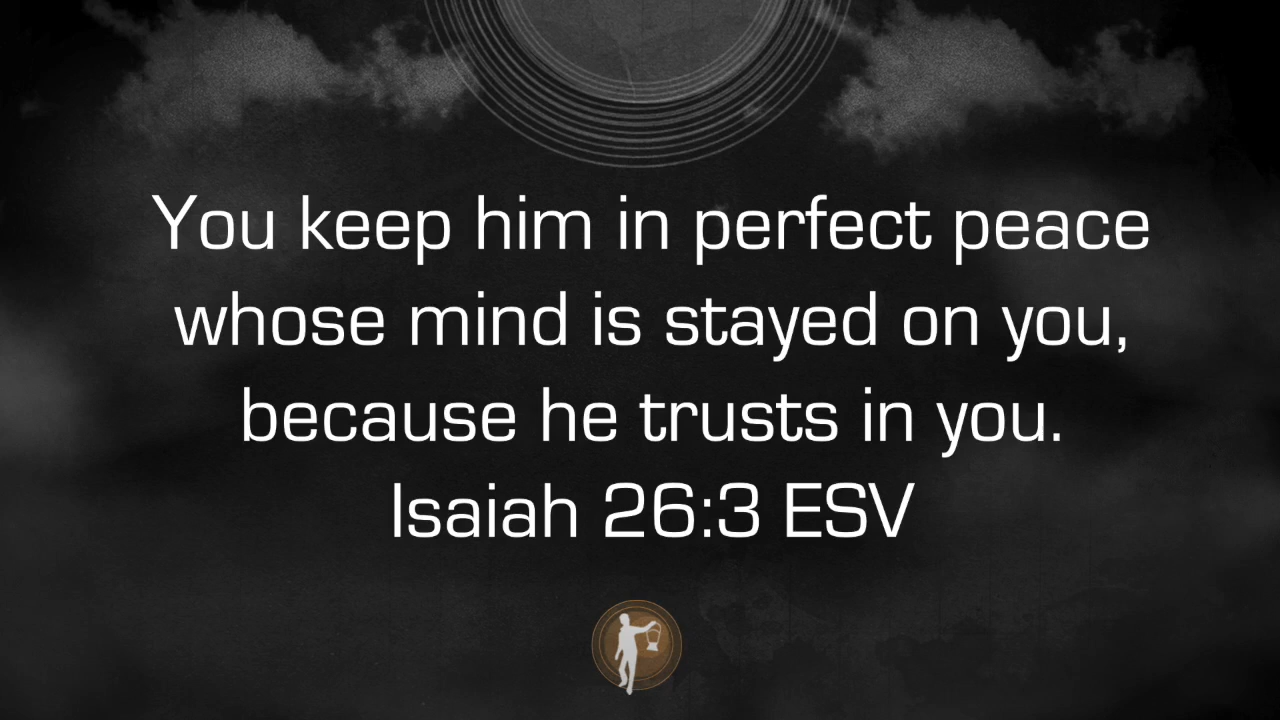 You keep him in perfect peace
whose mind is stayed on you,
because he trusts in you.
Isaiah 26:3 ESV